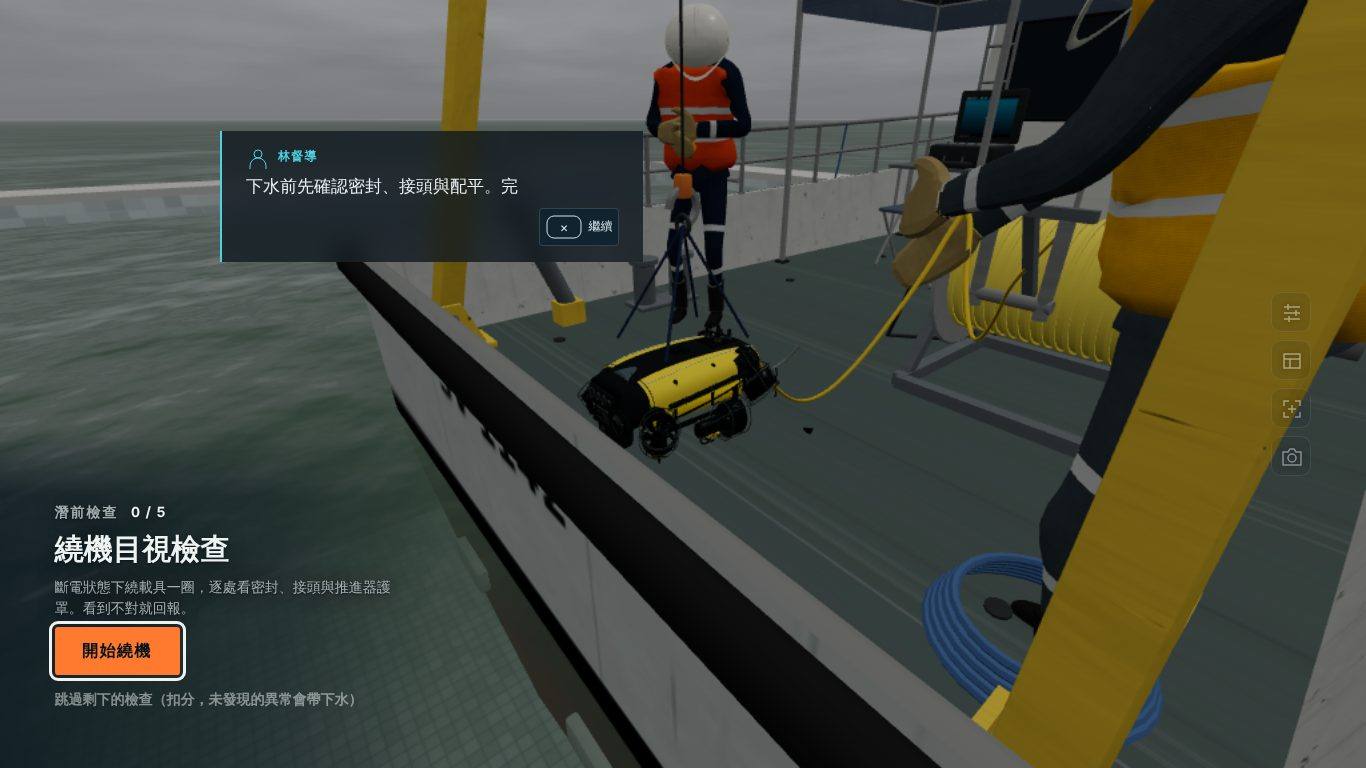 林督導
下水前先確認密封、接頭與配平。完
× 繼續
潛前檢查 0 / 5
繞機目視檢查
斷電狀態下繞載具一圈，逐處看密封、接頭與推進器護
罩。看到不對就回報。
開始繞機
跳過剩下的檢查（扣分，未發現的異常會帶下水）